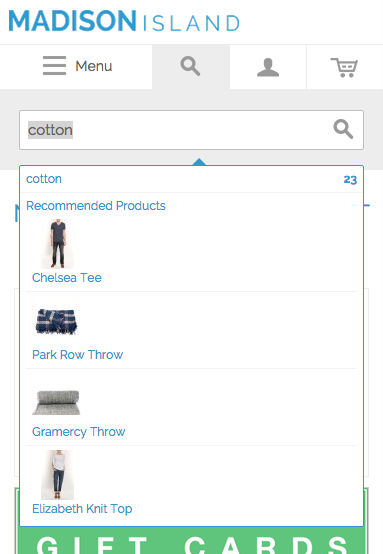 MADISON ISLAND
Menu
cotton
cotton 23
Recommended Products
Chelsea Tee
Park Row Throw
Gramercy Throw
Elizabeth Knit Top
GIFT CARDS